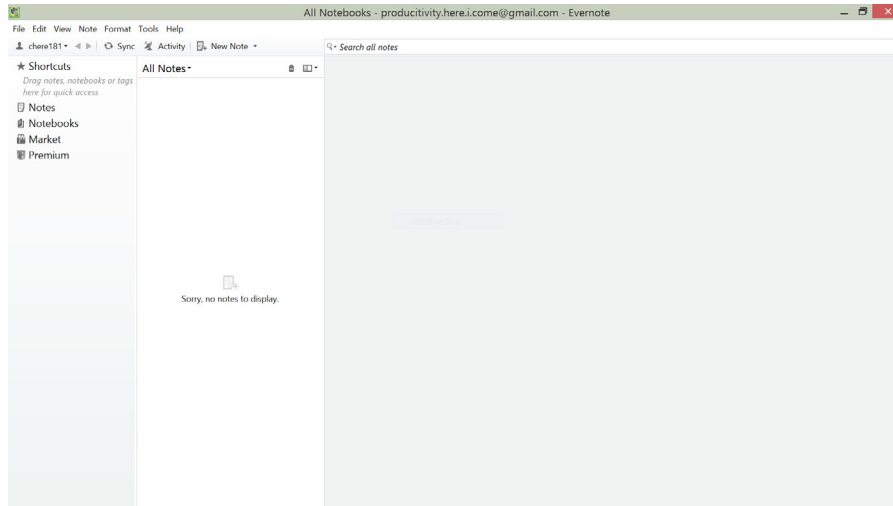 All Notebooks - producitivity.here.i.come@gmail.com - Evernote
File Edit View Note Format Tools Help
chere181 Sync Activity New Note
Search all notes
Shortcuts
Drag notes, notebooks or tags
here for quick access
Notes
Notebooks
Market
Premium
All Notes
Sorry, no notes to display.